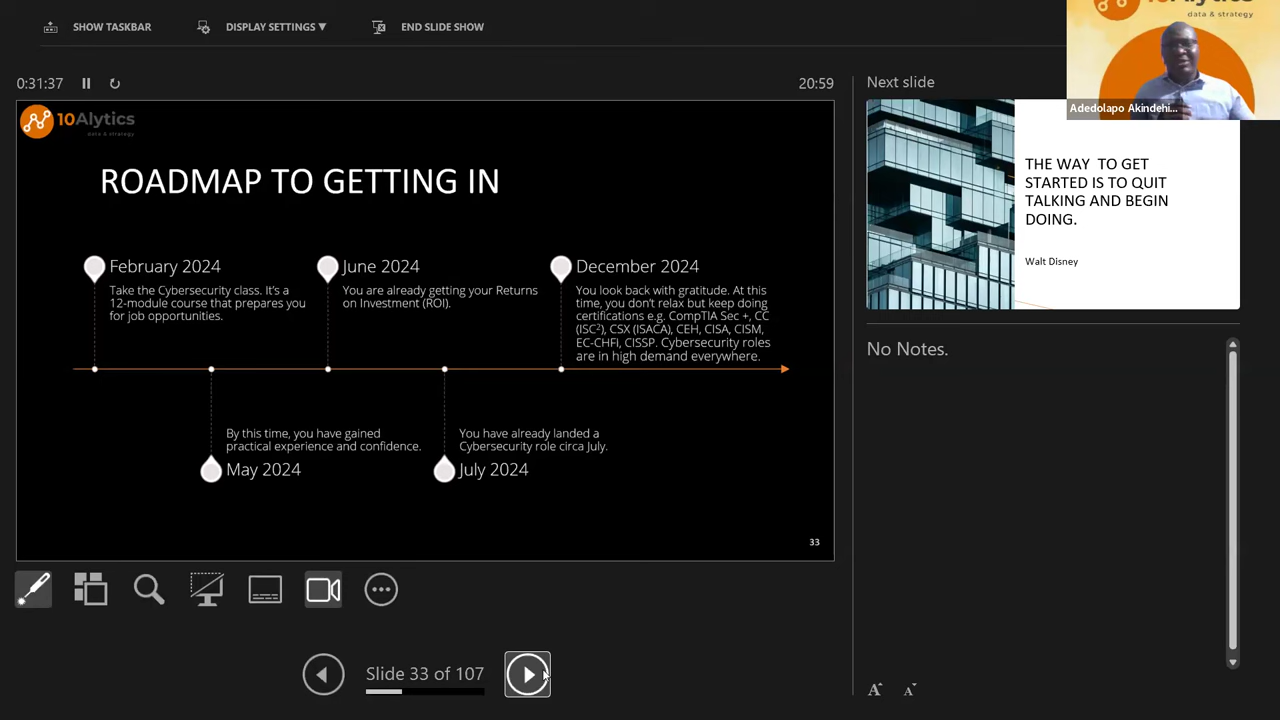 SHOW TASKBAR
DISPLAY SETTINGS ▼
END SLIDE SHOW
0:31:37
20:59
10Alytics
data & strategy
ROADMAP TO GETTING IN
February 2024
Take the Cybersecurity class. It’s a
12-module course that prepares you
for job opportunities.
June 2024
You are already getting your Returns
on Investment (ROI).
December 2024
You look back with gratitude. At this
time, you don’t relax but keep doing
certifications e.g. CompTIA Sec +, CC
(ISC²), CSX (ISACA), CEH, CISA, CISM,
EC-CHFI, CISSP. Cybersecurity roles
are in high demand everywhere.
By this time, you have gained
practical experience and confidence.
May 2024
You have already landed a
Cybersecurity role circa July.
July 2024
33
Slide 33 of 107
Next slide
THE WAY TO GET
STARTED IS TO QUIT
TALKING AND BEGIN
DOING.
Walt Disney
No Notes.
A A
data & strategy
Adedolapo Akindehi...